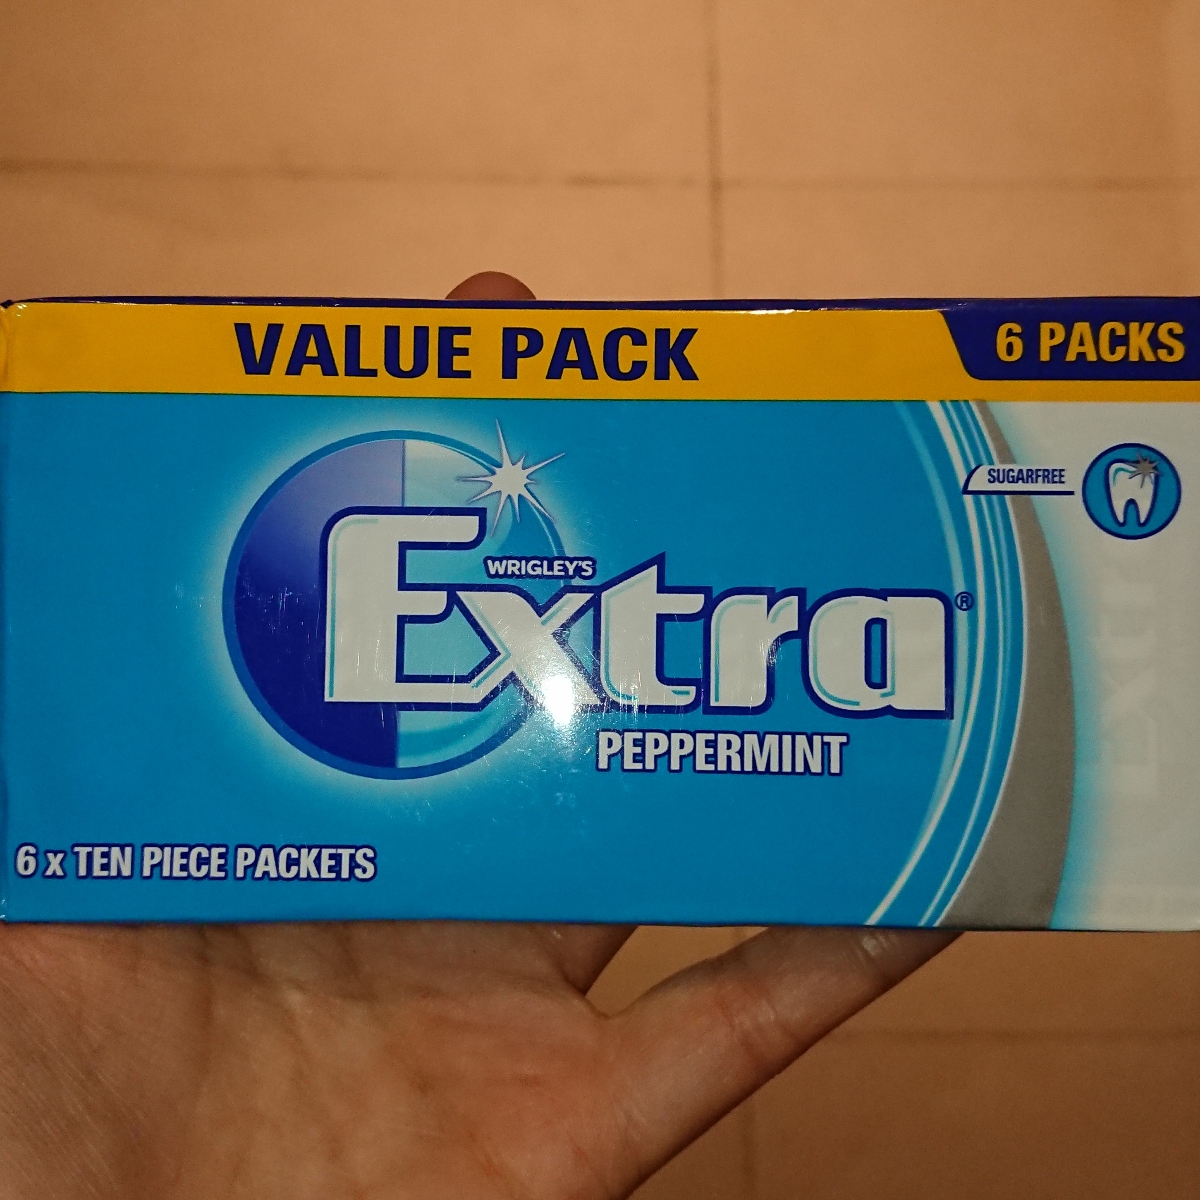 VALUE PACK
6 PACKS
SUGARFREE
WRIGLEY'S
Extra®
PEPPERMINT
6 x TEN PIECE PACKETS